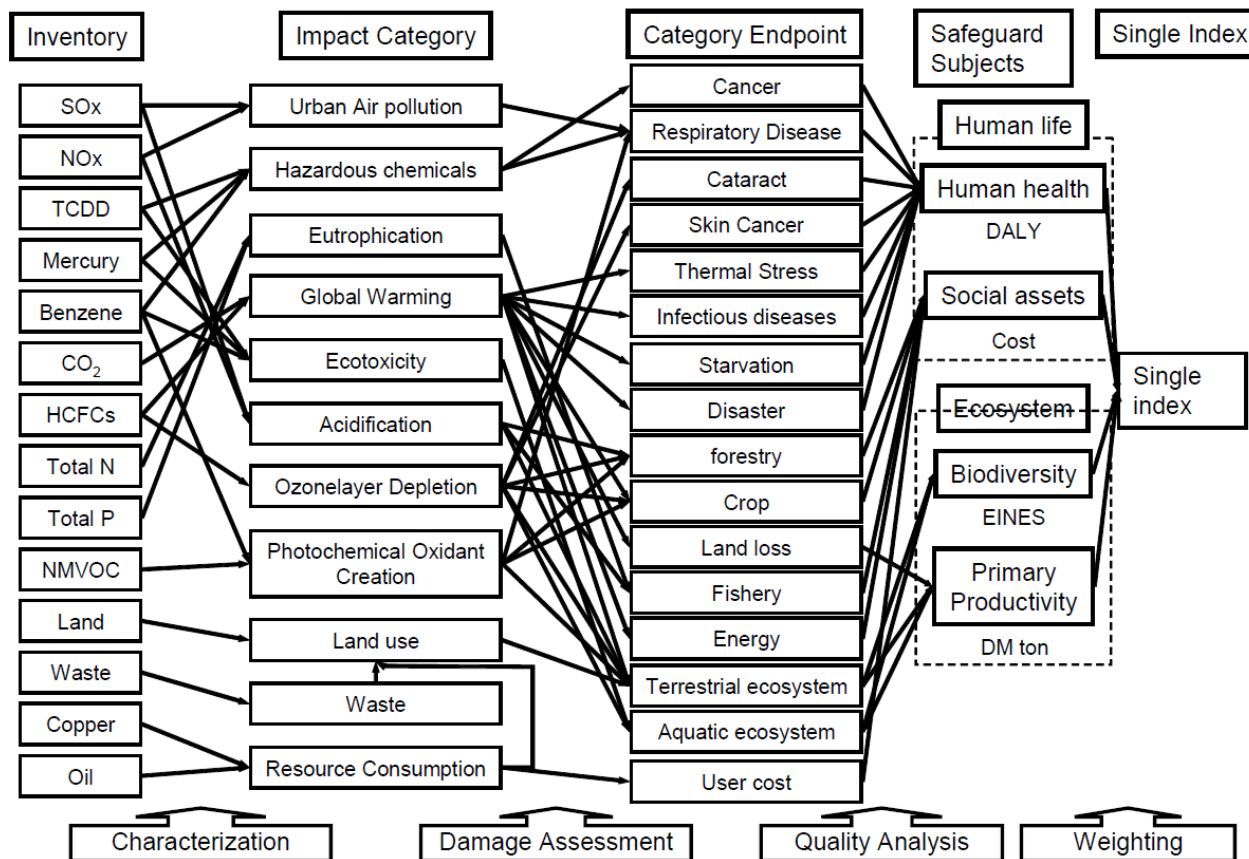 Inventory
Impact Category
Category Endpoint
Safeguard
Subjects
Single Index
SOx
NOx
TCDD
Mercury
Benzene
CO2
HCFCs
Total N
Total P
NMVOC
Land
Waste
Copper
Oil
Urban Air pollution
Hazardous chemicals
Eutrophication
Global Warming
Ecotoxicity
Acidification
Ozonelayer Depletion
Photochemical Oxidant
Creation
Land use
Waste
Resource Consumption
Cancer
Respiratory Disease
Cataract
Skin Cancer
Thermal Stress
Infectious diseases
Starvation
Disaster
forestry
Crop
Land loss
Fishery
Energy
Terrestrial ecosystem
Aquatic ecosystem
User cost
Human life
Human health
DALY
Social assets
Cost
Ecosystem
Biodiversity
EINES
Primary
Productivity
DM ton
Single
index
Characterization
Damage Assessment
Quality Analysis
Weighting